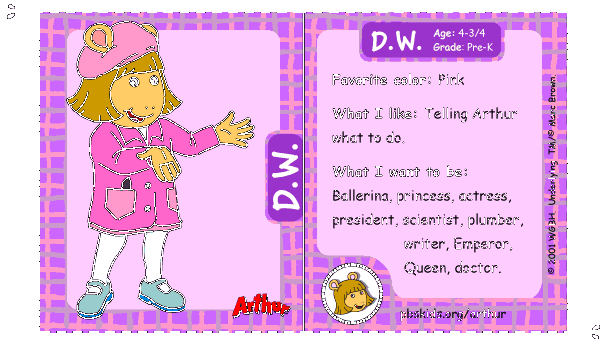 D.W.
Arthur
D.W.
Age: 4-3/4
Grade: Pre-K
Favorite color: Pink
What I like: Telling Arthur
what to do.
What I want to be:
Ballerina, princess, actress,
president, scientist, plumber,
writer, Emperor,
Queen, doctor.
pbskids.org/arthur
© 2001 WGBH Underlying TM/© Marc Brown